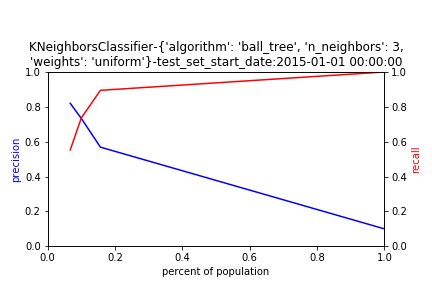 KNeighborsClassifier-{'algorithm': 'ball_tree', 'n_neighbors': 3,
'weights': 'uniform'}-test_set_start_date:2015-01-01 00:00:00
1.0
0.8
0.6
0.4
0.2
0.0
precision
1.0
0.8
0.6
0.4
0.2
0.0
recall
0.0 0.2 0.4 0.6 0.8 1.0
percent of population